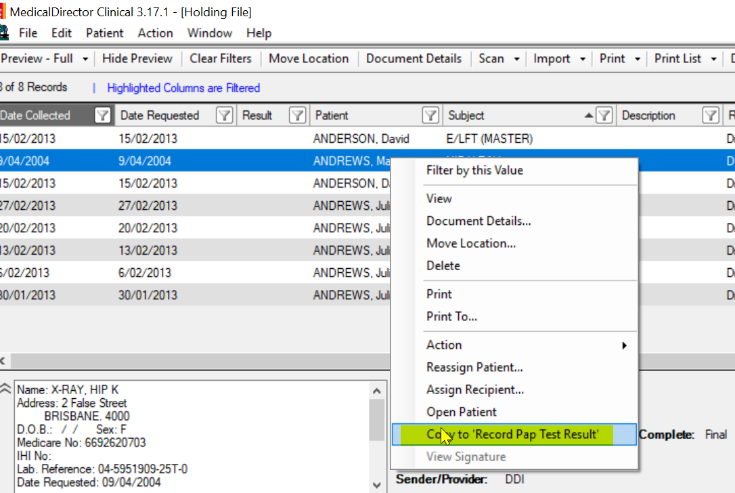 MedicalDirector Clinical 3.17.1 - [Holding File]
File Edit Patient Action Window Help
Preview - Full Hide Preview Clear Filters Move Location Document Details Scan Import Print Print List
of 8 Records | Highlighted Columns are Filtered
Date Collected Date Requested Result Patient Subject Description
15/02/2013 15/02/2013 ANDERSON, David E/LFT (MASTER)
9/04/2004 9/04/2004 ANDREWS, Ma
15/02/2013 15/02/2013 ANDERSON, D
27/02/2013 27/02/2013 ANDREWS, Juli
20/02/2013 20/02/2013 ANDREWS, Juli
13/02/2013 13/02/2013 ANDREWS, Juli
6/02/2013 6/02/2013 ANDREWS, Juli
30/01/2013 30/01/2013 ANDREWS, Juli
Filter by this Value
View
Document Details...
Move Location...
Delete
Print
Print To...
Action
Reassign Patient...
Assign Recipient...
Open Patient
Copy to 'Record Pap Test Result'
View Signature
Name: X-RAY, HIP K
Address: 2 False Street
BRISBANE. 4000
D.O.B.: / / Sex: F
Medicare No: 6692620703
IHI No:
Lab. Reference: 04-5951909-25T-0
Date Requested: 09/04/2004
Complete: Final
Sender/Provider: DDI